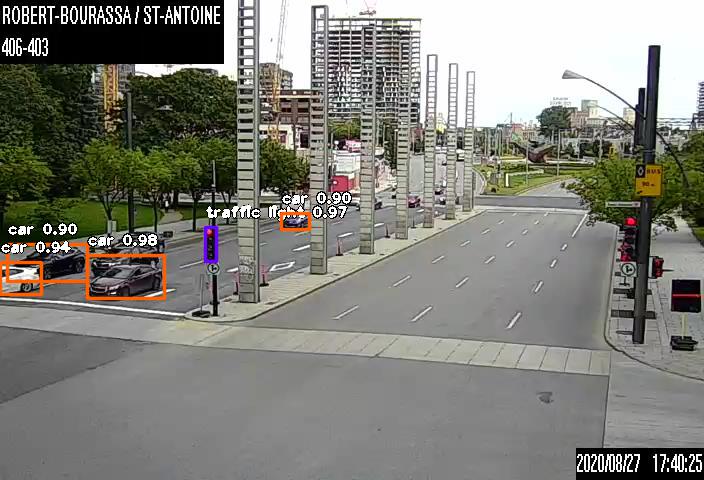 ROBERT-BOURASSA / ST-ANTOINE
406-403
car 0.90
traffic light 0.97
car 0.90
car 0.94
car 0.98
BUS
2020/08/27 17:40:25